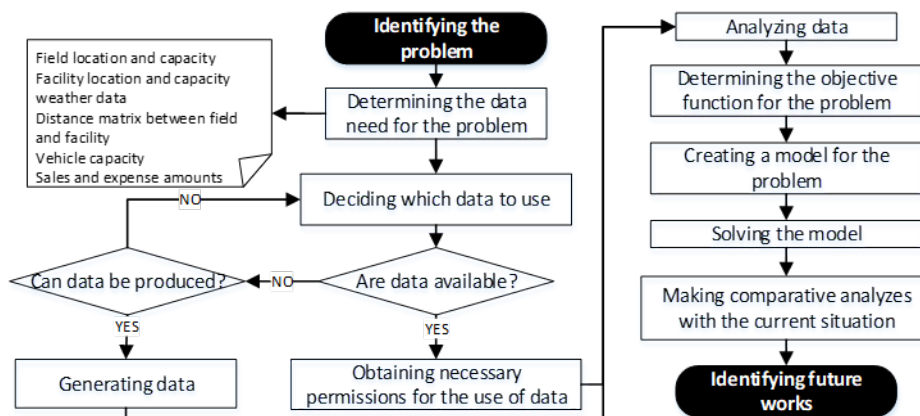 Identifying the
problem
Field location and capacity
Facility location and capacity
weather data
Distance matrix between field
and facility
Vehicle capacity
Sales and expense amounts
Determining the data
need for the problem
Deciding which data to use
NO
Can data be produced?
NO
Are data available?
YES
YES
Generating data
Obtaining necessary
permissions for the use of data
Analyzing data
Determining the objective
function for the problem
Creating a model for the
problem
Solving the model
Making comparative analyzes
with the current situation
Identifying future
works